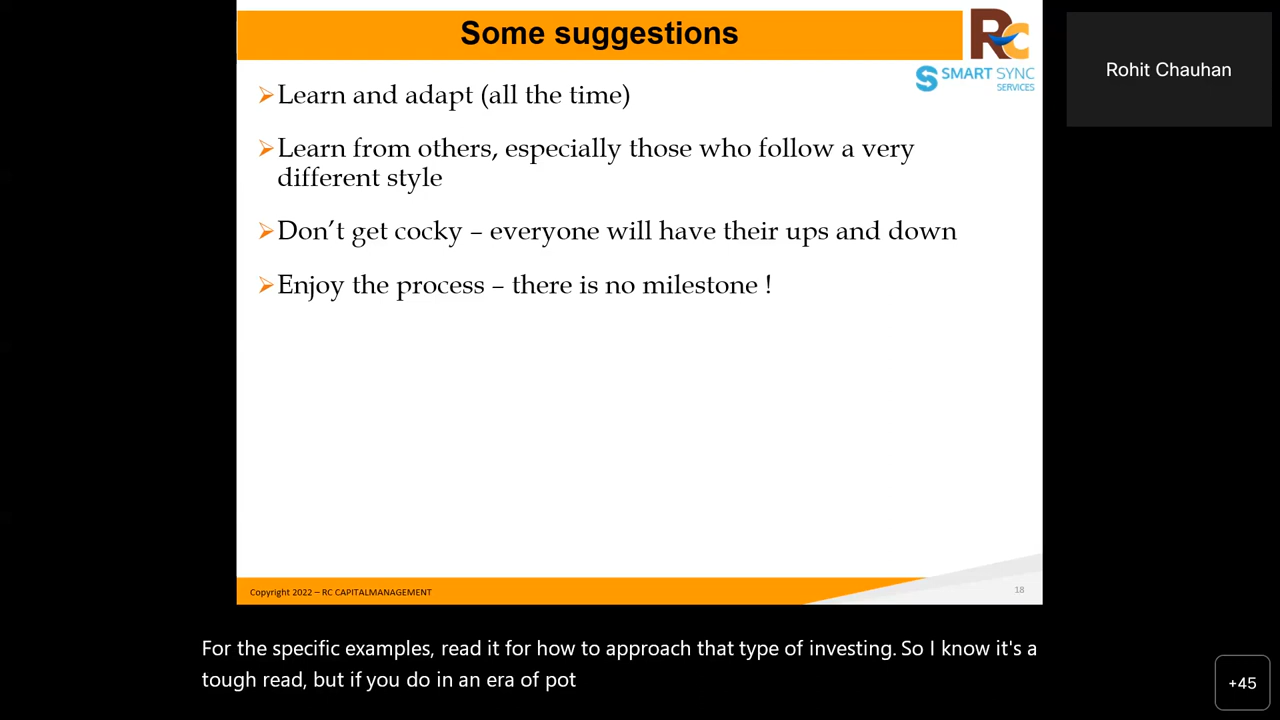 Some suggestions
Rc
SMART SYNC
SERVICES
Rohit Chauhan
➢Learn and adapt (all the time)
➢Learn from others, especially those who follow a very
different style
➢Don’t get cocky – everyone will have their ups and down
➢Enjoy the process – there is no milestone !
Copyright 2022 – RC CAPITALMANAGEMENT
18
For the specific examples, read it for how to approach that type of investing. So I know it's a
tough read, but if you do in an era of pot
+45